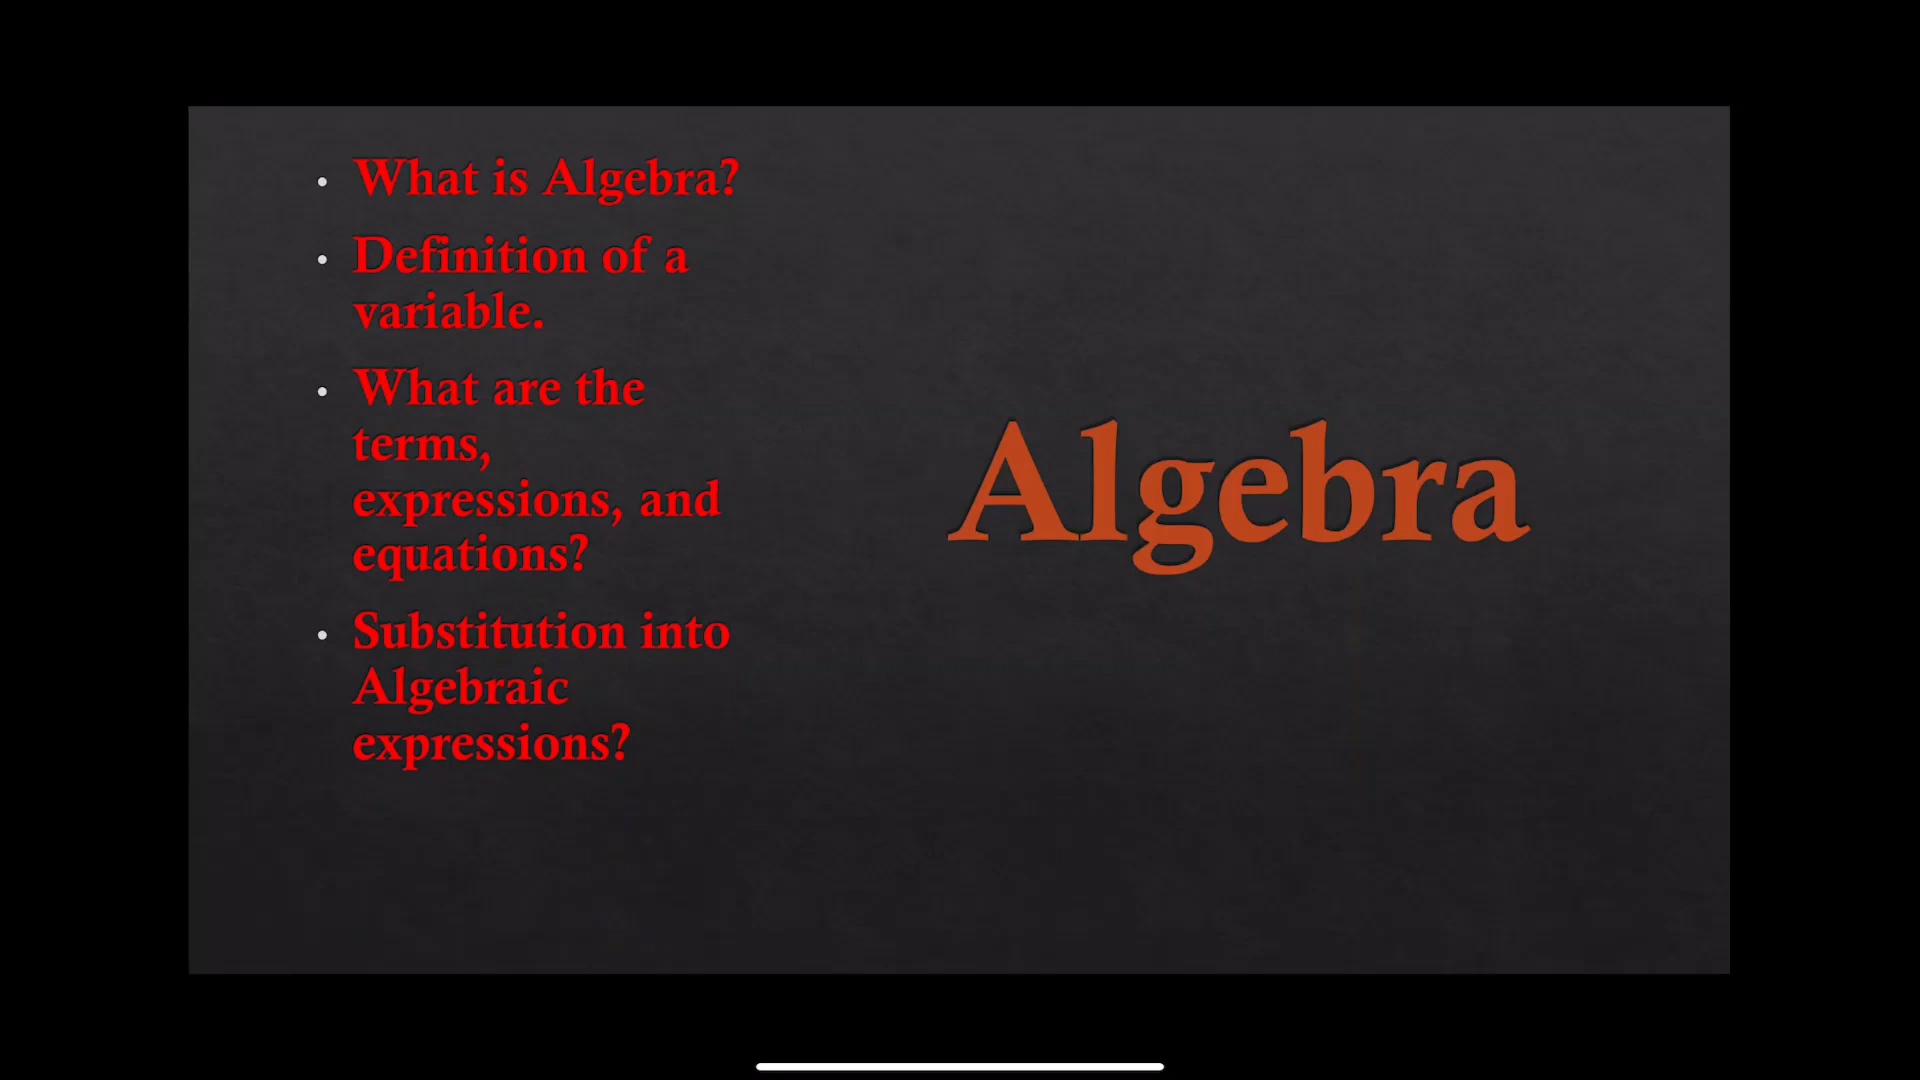 • What is Algebra?
• Definition of a
variable.
• What are the
terms,
expressions, and
equations?
• Substitution into
Algebraic
expressions?
Algebra